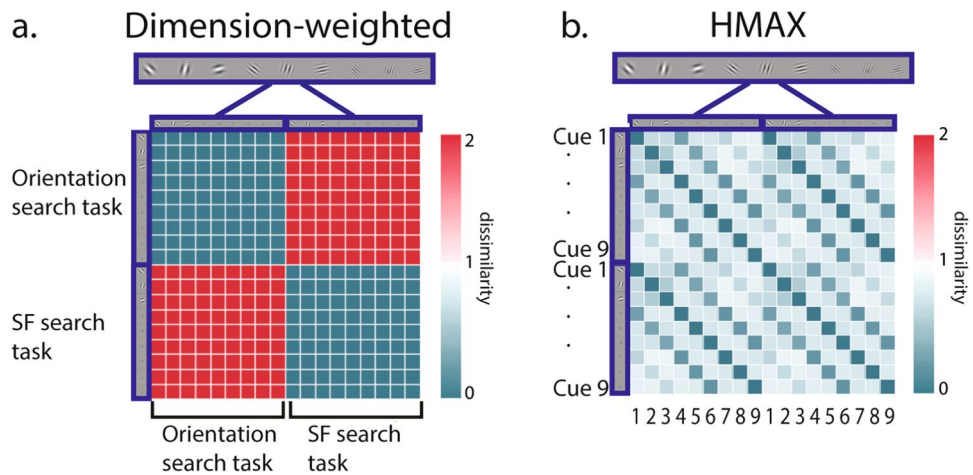 a.
Dimension-weighted
Orientation
search task
SF search
task
Orientation
search task
SF search
task
2
1
0
dissimilarity
b.
HMAX
Cue 1
.
.
.
Cue 9
Cue 1
.
.
.
Cue 9
1 2 3 4 5 6 7 8 9 1 2 3 4 5 6 7 8 9
2
1
0
dissimilarity